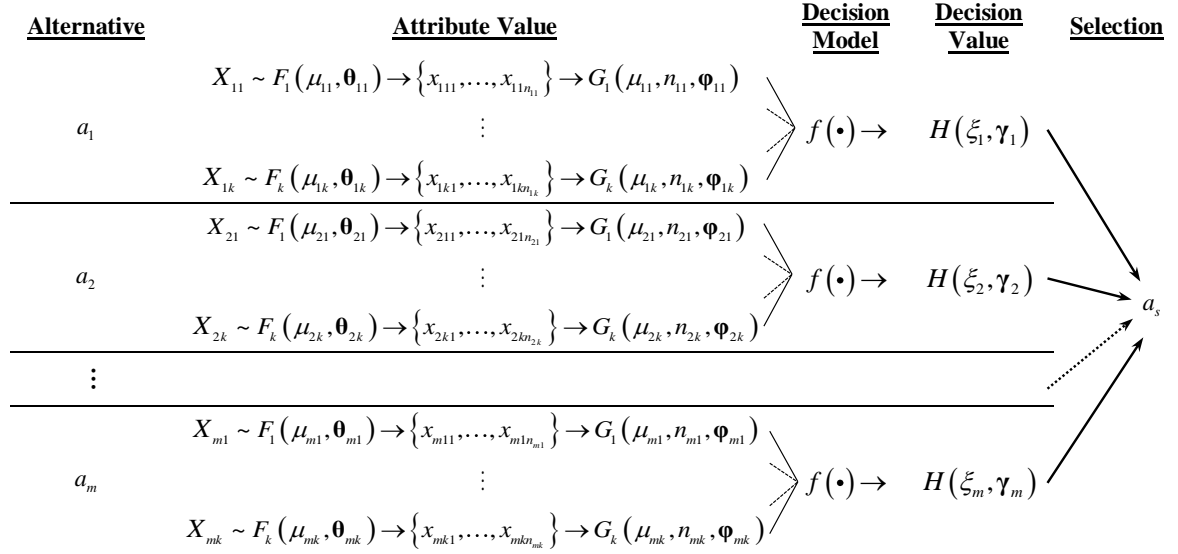 Alternative Attribute Value Decision Model Decision Value Selection
X₁₁ ~ F₁(μ₁₁, θ₁₁) → {x₁₁₁,…, x₁₁ₙ₁₁} → G₁(μ₁₁, n₁₁, φ₁₁)
a₁ ⋮ f(•) → H(ξ₁, γ₁)
X₁ₖ ~ Fₖ(μ₁ₖ, θ₁ₖ) → {x₁ₖ₁,…, x₁ₖₙ₁ₖ} → Gₖ(μ₁ₖ, n₁ₖ, φ₁ₖ)
X₂₁ ~ F₁(μ₂₁, θ₂₁) → {x₂₁₁,…, x₂₁ₙ₂₁} → G₁(μ₂₁, n₂₁, φ₂₁)
a₂ ⋮ f(•) → H(ξ₂, γ₂)
aₛ
X₂ₖ ~ Fₖ(μ₂ₖ, θ₂ₖ) → {x₂ₖ₁,…, x₂ₖₙ₂ₖ} → Gₖ(μ₂ₖ, n₂ₖ, φ₂ₖ)
⋮
Xₘ₁ ~ F₁(μₘ₁, θₘ₁) → {xₘ₁₁,…, xₘ₁ₙₘ₁} → G₁(μₘ₁, nₘ₁, φₘ₁)
aₘ ⋮ f(•) → H(ξₘ, γₘ)
Xₘₖ ~ Fₖ(μₘₖ, θₘₖ) → {xₘₖ₁,…, xₘₖₙₘₖ} → Gₖ(μₘₖ, nₘₖ, φₘₖ)